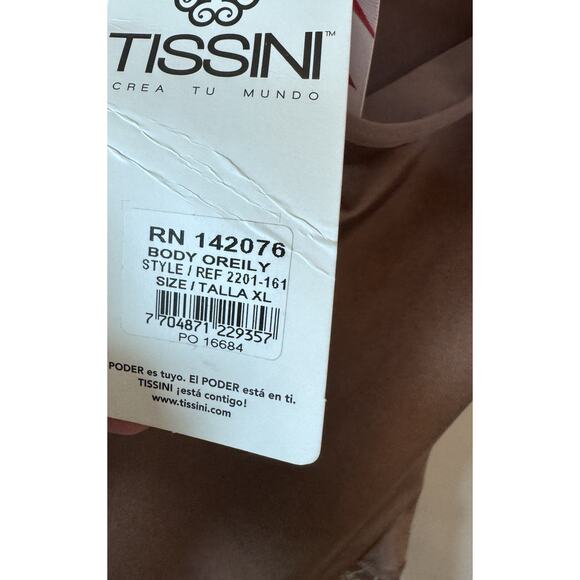 TISSINI™
CREA TU MUNDO
RN 142076
BODY OREILY
STYLE / REF 2201-161
SIZE / TALLA XL
7 704871 229357
PO 16684
PODER es tuyo. El PODER está en ti.
TISSINI ¡está contigo!
www.tissini.com